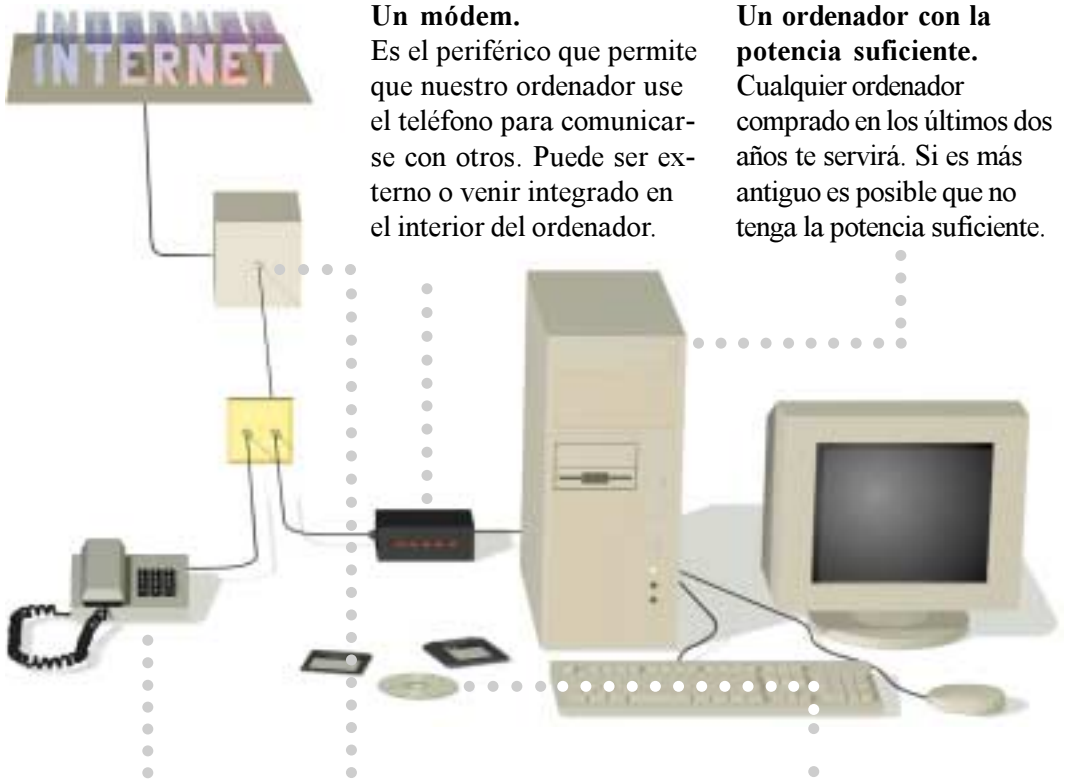 INTERNET
Un módem.
Es el periférico que permite
que nuestro ordenador use
el teléfono para comunicar-
se con otros. Puede ser ex-
terno o venir integrado en
el interior del ordenador.
Un ordenador con la
potencia suficiente.
Cualquier ordenador
comprado en los últimos dos
años te servirá. Si es más
antiguo es posible que no
tenga la potencia suficiente.